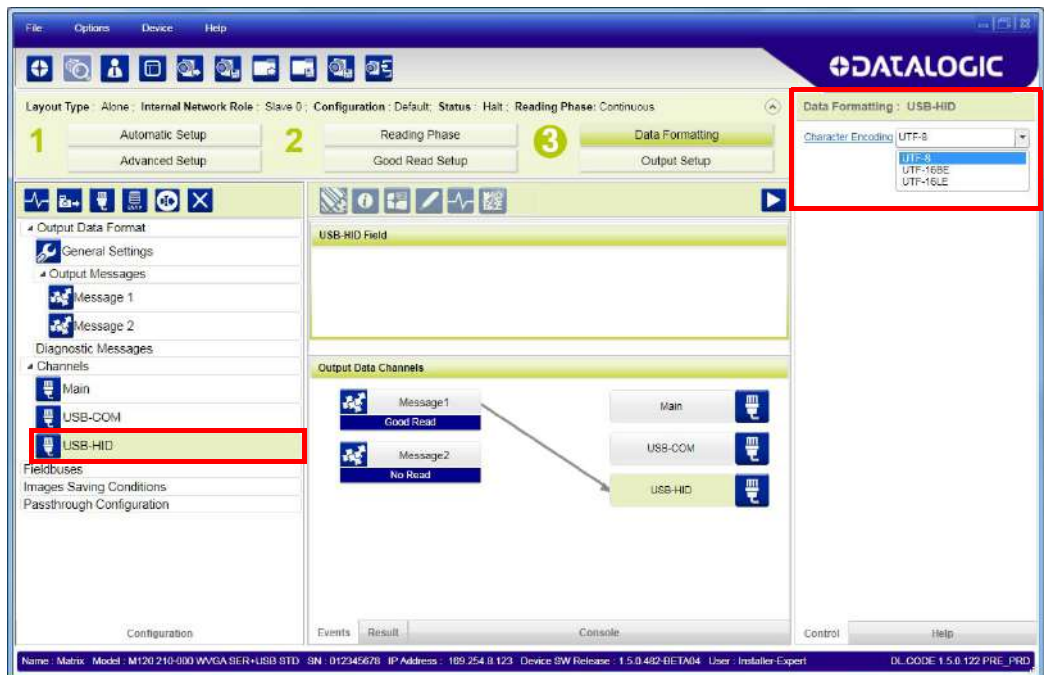 File Options Device Help
DATALOGIC
Layout Type : Alone ; Internal Network Role : Slave 0 ; Configuration : Default; Status : Halt ; Reading Phase: Continuous
1 Automatic Setup
Advanced Setup
2 Reading Phase
Good Read Setup
3 Data Formatting
Output Setup
Data Formatting : USB-HID
Character Encoding UTF-8
UTF-8
UTF-16BE
UTF-16LE
Output Data Format
General Settings
Output Messages
Message 1
Message 2
Diagnostic Messages
Channels
Main
USB-COM
USB-HID
Fieldbuses
Images Saving Conditions
Passthrough Configuration
Configuration
USB-HID Field
Output Data Channels
Message1
Good Read
Message2
No Read
Main
USB-COM
USB-HID
Events Result Console
Control Help
Name : Matrix Model : M120 210-000 WVGA SER+USB STD SN : 012345678 IP Address : 169.254.8.123 Device SW Release : 1.5.0.482-BETA04 User : Installer-Expert DL.CODE 1.5.0.122 PRE_PRD